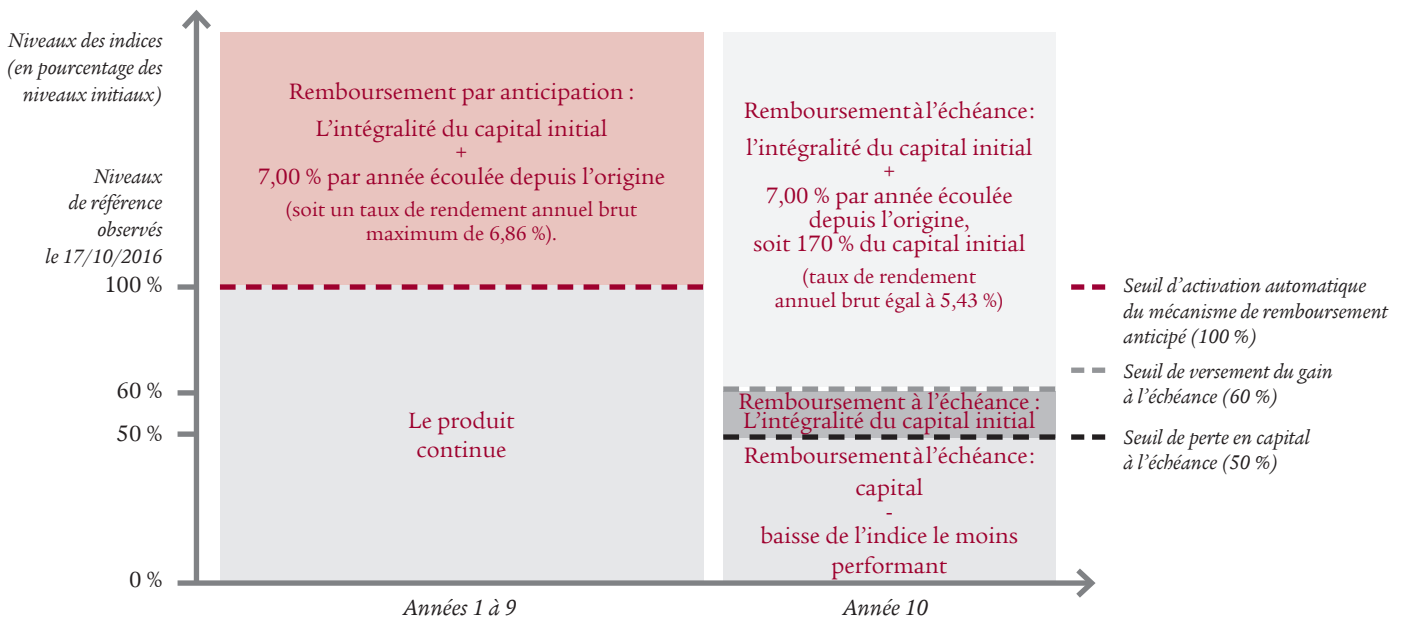 Niveaux des indices
(en pourcentage des
niveaux initiaux)
Niveaux
de référence
observés
le 17/10/2016
100 %
60 %
50 %
0 %
Remboursement par anticipation :
L’intégralité du capital initial
+
7,00 % par année écoulée depuis l’origine
(soit un taux de rendement annuel brut
maximum de 6,86 %).
Le produit
continue
Remboursement à l’échéance :
l’intégralité du capital initial
+
7,00 % par année écoulée
depuis l’origine,
soit 170 % du capital initial
(taux de rendement
annuel brut égal à 5,43 %)
Remboursement à l’échéance :
L’intégralité du capital initial
Remboursement à l’échéance :
capital
-
baisse de l’indice le moins
performant
Seuil d’activation automatique
du mécanisme de remboursement
anticipé (100 %)
Seuil de versement du gain
à l’échéance (60 %)
Seuil de perte en capital
à l’échéance (50 %)
Années 1 à 9
Année 10